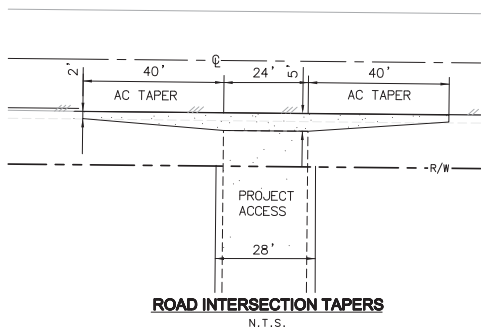 ℄
2'
40'
24'
5'
40'
AC TAPER
AC TAPER
R/W
PROJECT
ACCESS
28'
ROAD INTERSECTION TAPERS
N.T.S.